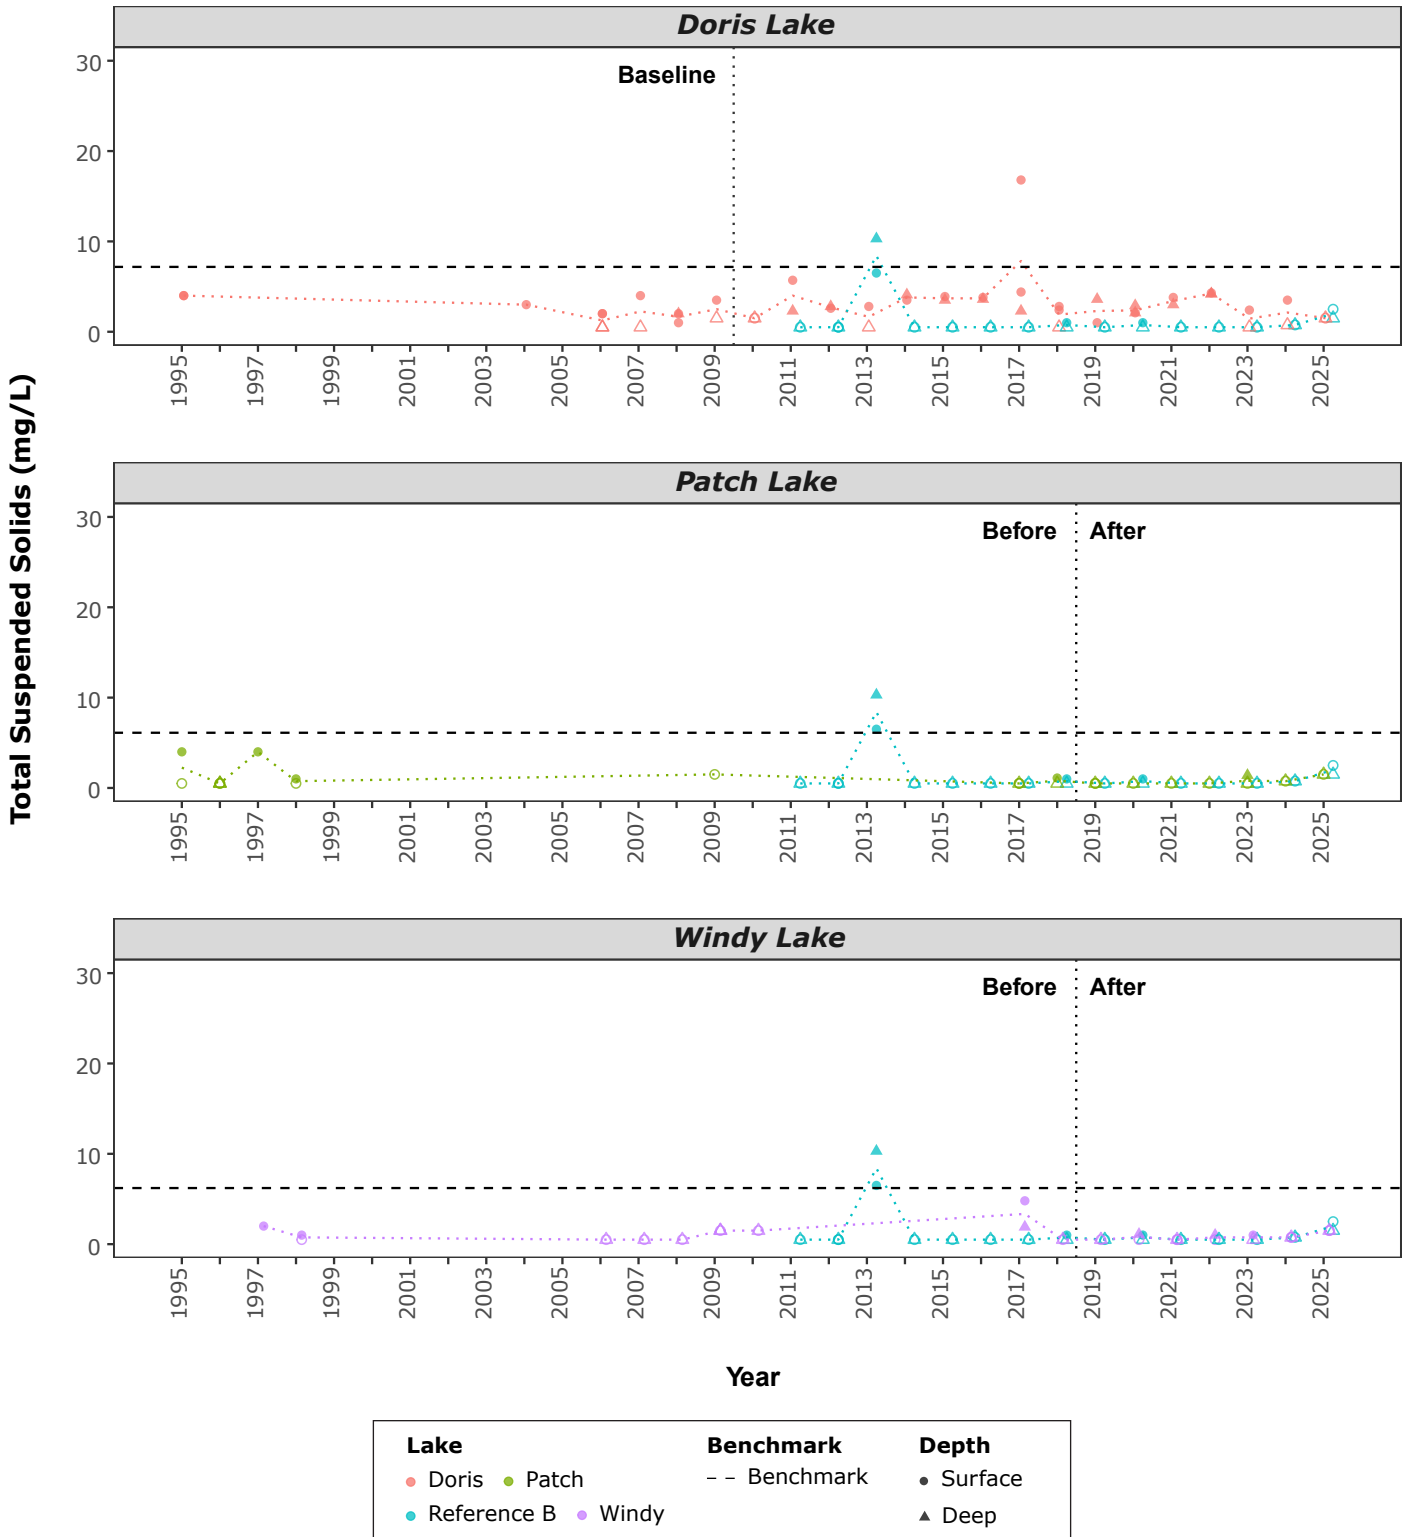 Doris Lake
30
20
10
0
Baseline
1995 1997 1999 2001 2003 2005 2007 2009 2011 2013 2015 2017 2019 2021 2023 2025
Total Suspended Solids (mg/L)
Patch Lake
30
20
10
0
Before After
1995 1997 1999 2001 2003 2005 2007 2009 2011 2013 2015 2017 2019 2021 2023 2025
Windy Lake
30
20
10
0
Before After
1995 1997 1999 2001 2003 2005 2007 2009 2011 2013 2015 2017 2019 2021 2023 2025
Year
Lake Benchmark Depth
Doris Patch – – Benchmark Surface
Reference B Windy Deep